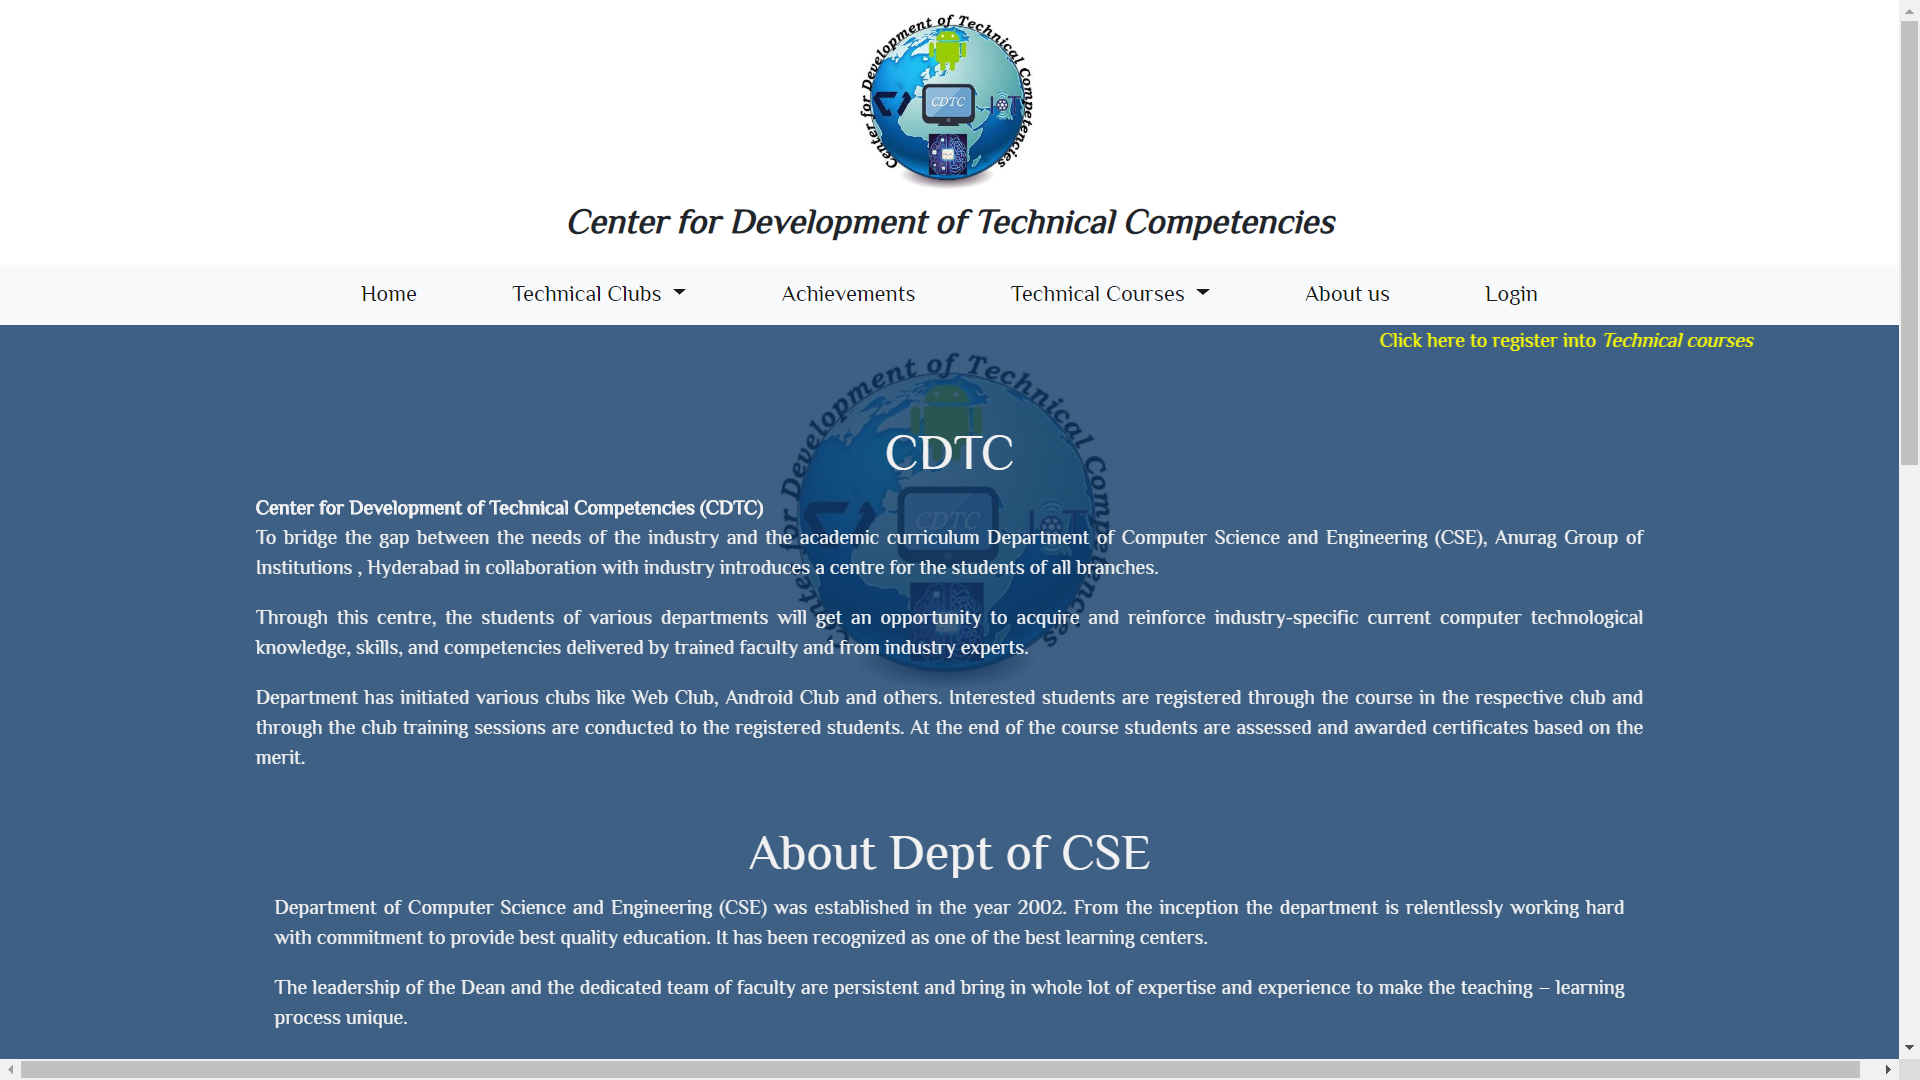 Center for Development of Technical Competencies
CDTC
IoT
Center for Development of Technical Competencies
Home
Technical Clubs
Achievements
Technical Courses
About us
Login
Click here to register into Technical courses
Center for Development of Technical Competencies
CDTC
IoT
CDTC
Center for Development of Technical Competencies (CDTC)
To bridge the gap between the needs of the industry and the academic curriculum Department of Computer Science and Engineering (CSE), Anurag Group of
Institutions , Hyderabad in collaboration with industry introduces a centre for the students of all branches.
Through this centre, the students of various departments will get an opportunity to acquire and reinforce industry-specific current computer technological
knowledge, skills, and competencies delivered by trained faculty and from industry experts.
Department has initiated various clubs like Web Club, Android Club and others. Interested students are registered through the course in the respective club and
through the club training sessions are conducted to the registered students. At the end of the course students are assessed and awarded certificates based on the
merit.
About Dept of CSE
Department of Computer Science and Engineering (CSE) was established in the year 2002. From the inception the department is relentlessly working hard
with commitment to provide best quality education. It has been recognized as one of the best learning centers.
The leadership of the Dean and the dedicated team of faculty are persistent and bring in whole lot of expertise and experience to make the teaching – learning
process unique.